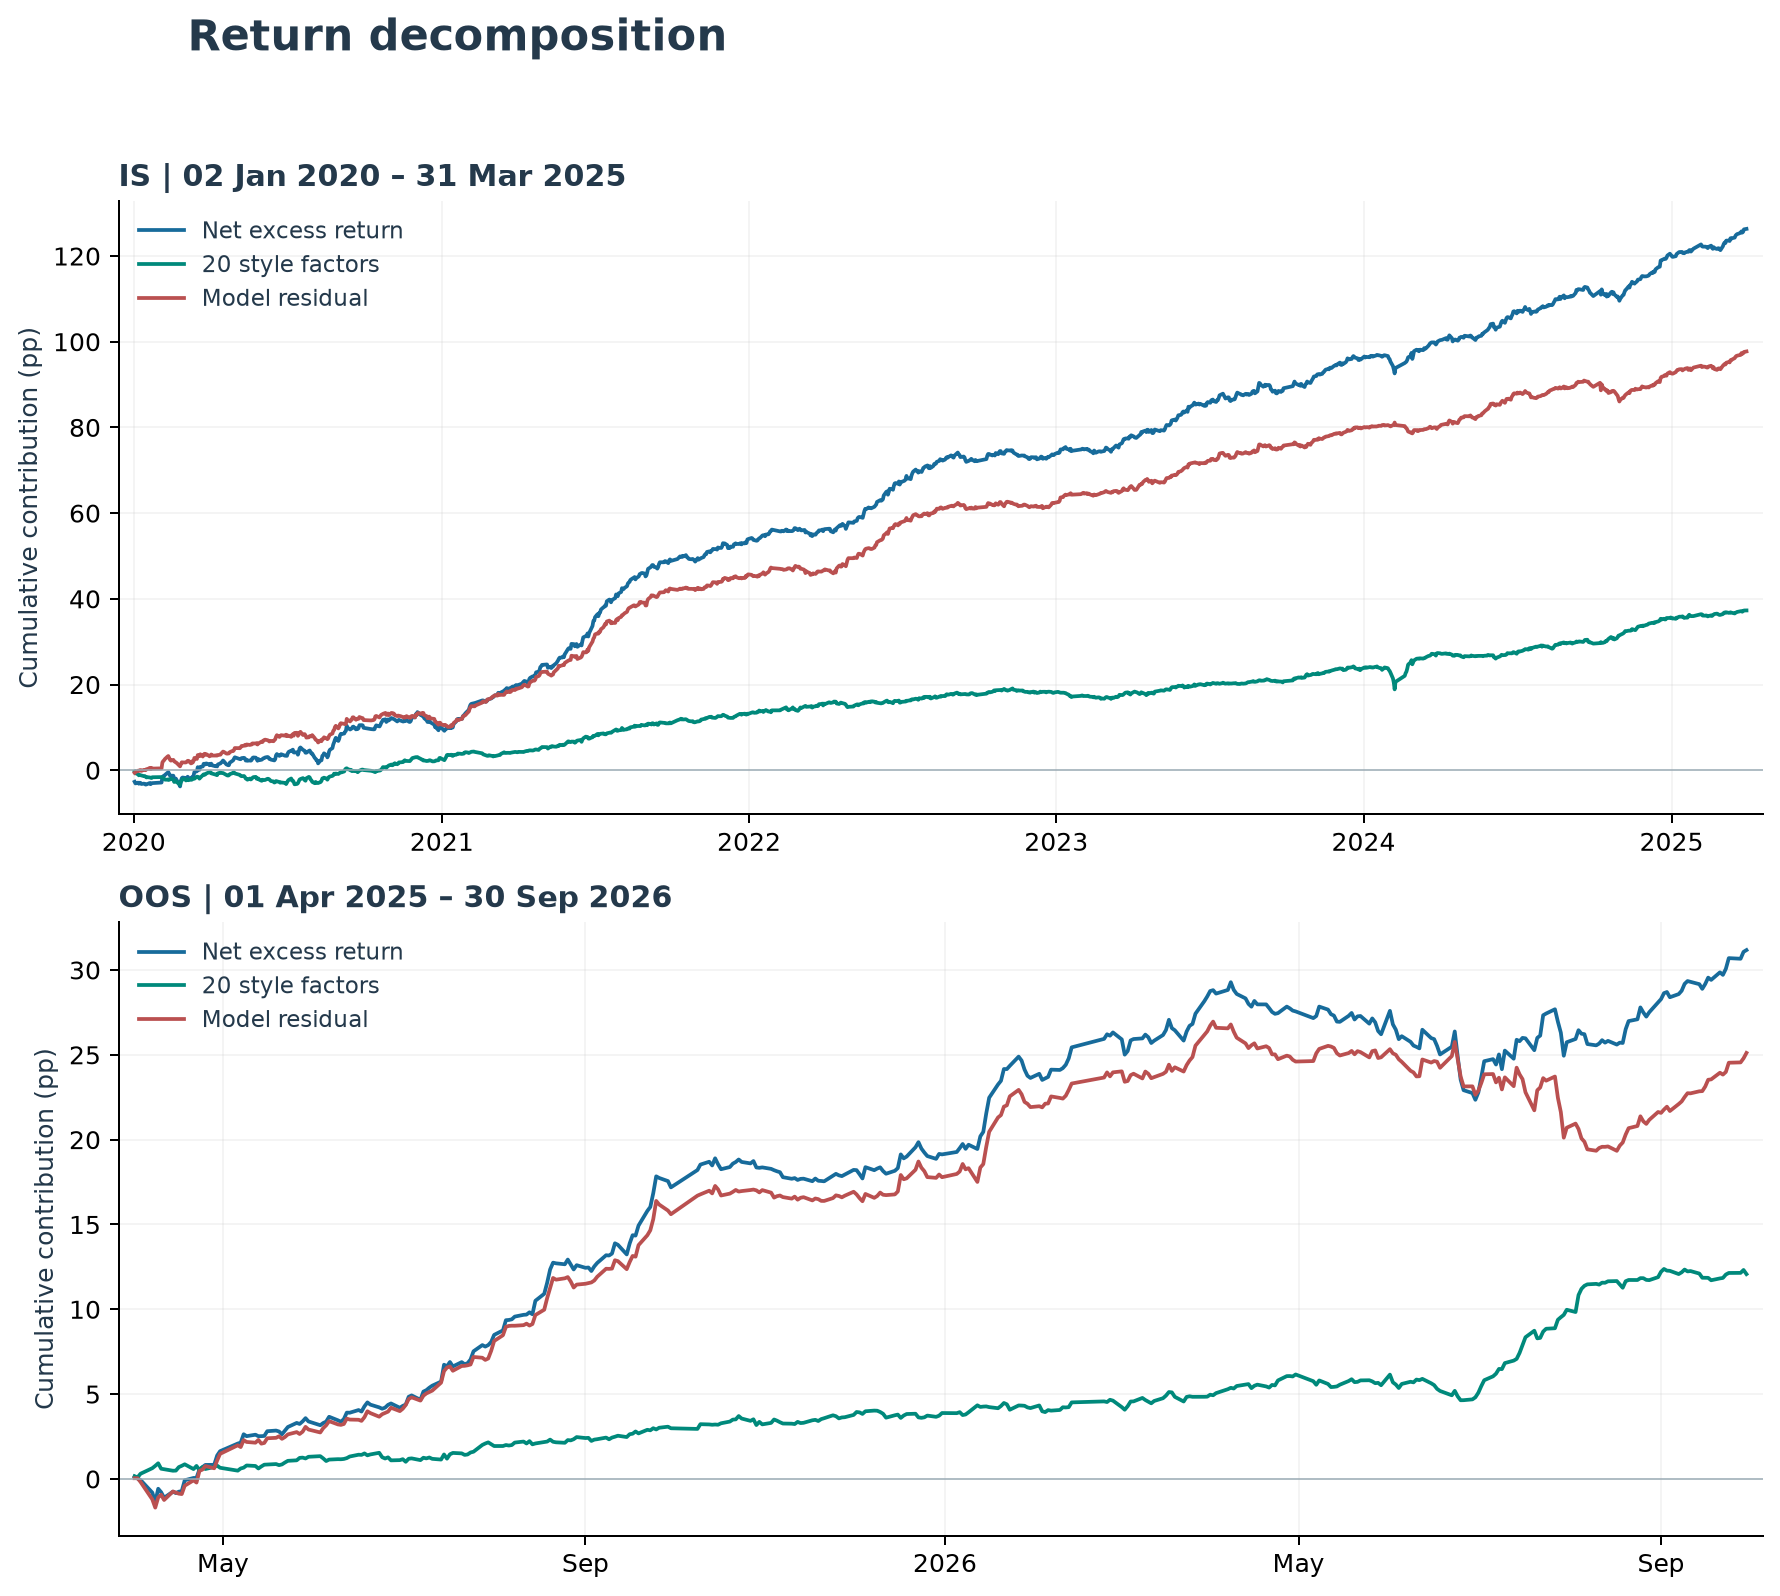 Return decomposition
IS | 02 Jan 2020 – 31 Mar 2025
Net excess return
20 style factors
Model residual
Cumulative contribution (pp)
120
100
80
60
40
20
0
2020 2021 2022 2023 2024 2025
OOS | 01 Apr 2025 – 30 Sep 2026
Net excess return
20 style factors
Model residual
Cumulative contribution (pp)
30
25
20
15
10
5
0
May Sep 2026 May Sep